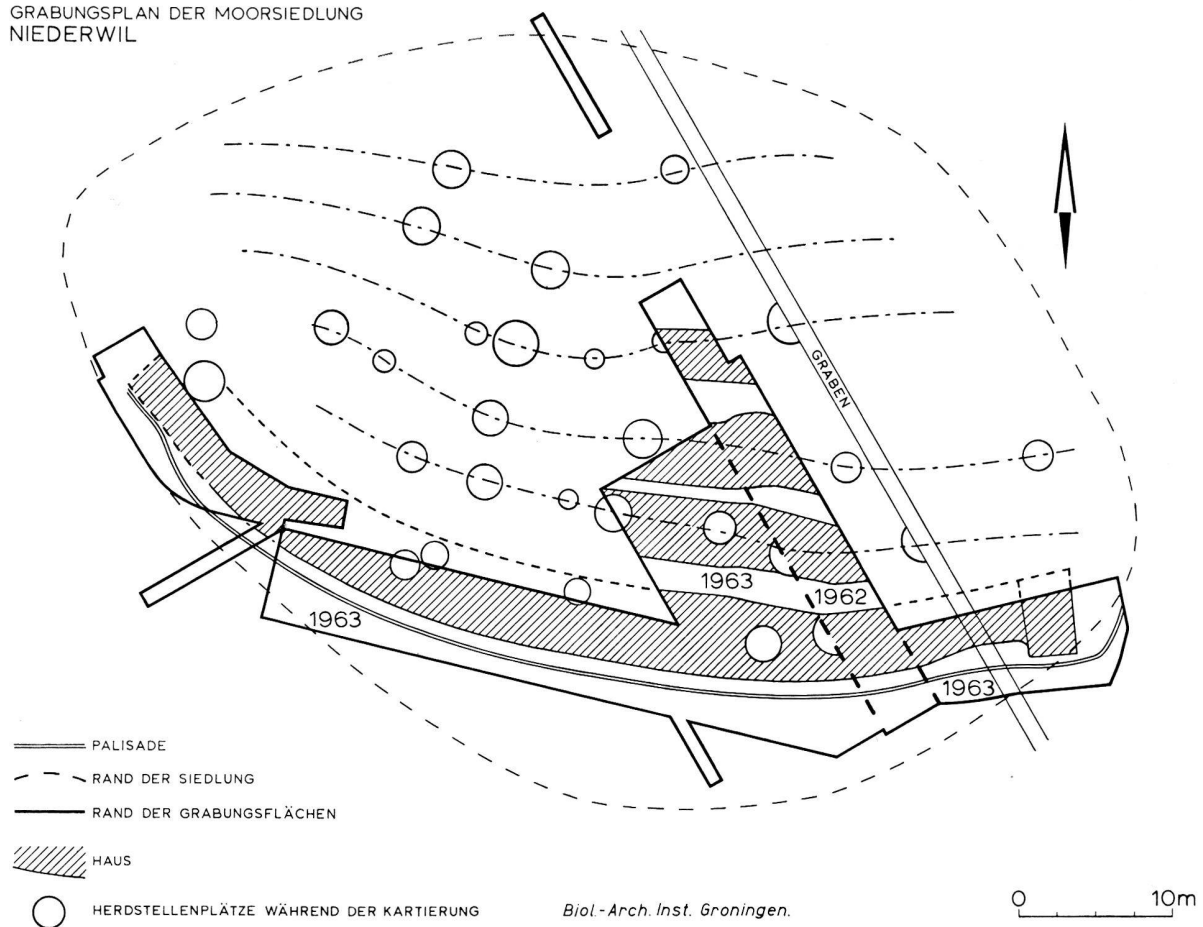 GRABUNGSPLAN DER MOORSIEDLUNG
NIEDERWIL
GRABEN
1963
1962
1963
1963
PALISADE
RAND DER SIEDLUNG
RAND DER GRABUNGSFLÄCHEN
HAUS
HERDSTELLENPLÄTZE WÄHREND DER KARTIERUNG
Biol.-Arch. Inst. Groningen.
0 10m